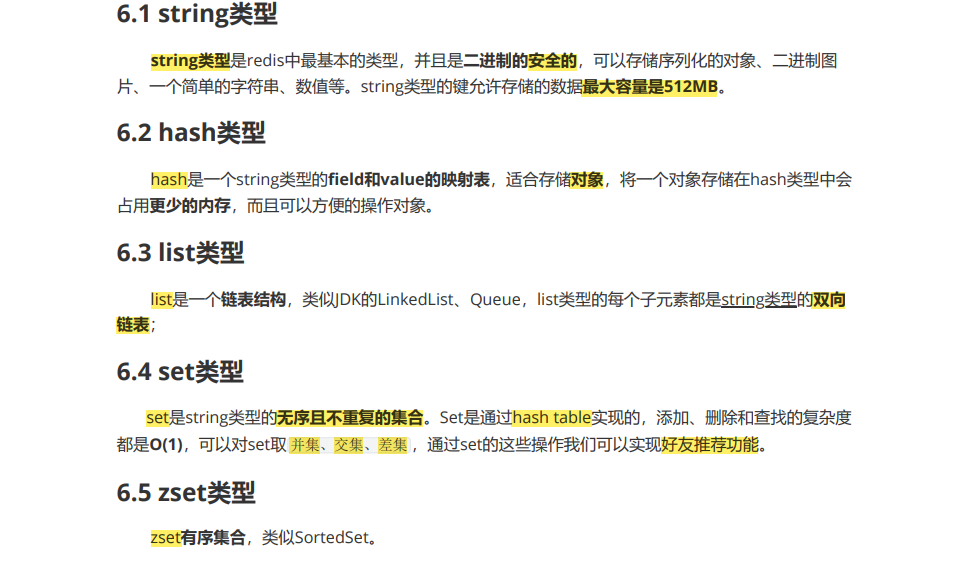 6.1 string类型
string类型是redis中最基本的类型，并且是二进制的安全的，可以存储序列化的对象、二进制图
片、一个简单的字符串、数值等。string类型的键允许存储的数据最大容量是512MB。
6.2 hash类型
hash是一个string类型的field和value的映射表，适合存储对象，将一个对象存储在hash类型中会
占用更少的内存，而且可以方便的操作对象。
6.3 list类型
list是一个链表结构，类似JDK的LinkedList、Queue，list类型的每个子元素都是string类型的双向
链表；
6.4 set类型
set是string类型的无序且不重复的集合。Set是通过hash table实现的，添加、删除和查找的复杂度
都是O(1)，可以对set取并集、交集、差集，通过set的这些操作我们可以实现好友推荐功能。
6.5 zset类型
zset有序集合，类似SortedSet。